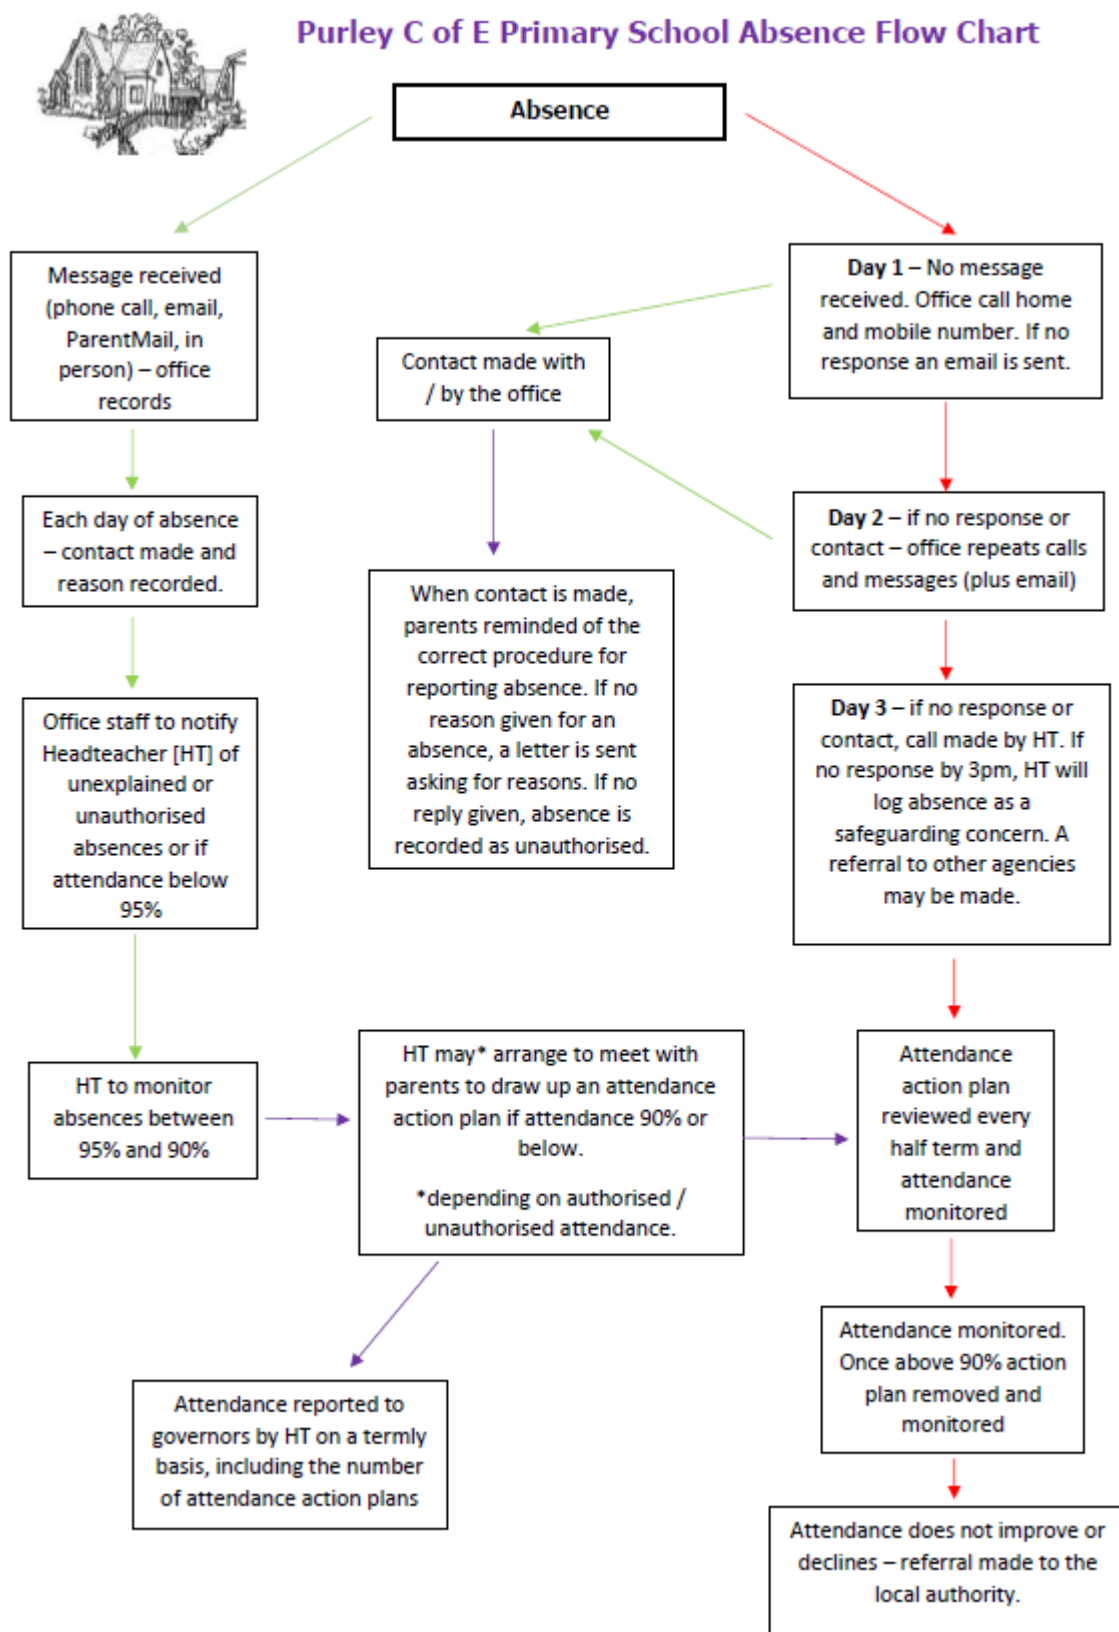 Purley C of E Primary School Absence Flow Chart
Absence
Message received
(phone call, email,
ParentMail, in
person) – office
records
Each day of absence
– contact made and
reason recorded.
Office staff to notify
Headteacher [HT] of
unexplained or
unauthorised
absences or if
attendance below
95%
HT to monitor
absences between
95% and 90%
Contact made with
/ by the office
When contact is made,
parents reminded of the
correct procedure for
reporting absence. If no
reason given for an
absence, a letter is sent
asking for reasons. If no
reply given, absence is
recorded as unauthorised.
Day 1 – No message
received. Office call home
and mobile number. If no
response an email is sent.
Day 2 – if no response or
contact – office repeats calls
and messages (plus email)
Day 3 – if no response or
contact, call made by HT. If
no response by 3pm, HT will
log absence as a
safeguarding concern. A
referral to other agencies
may be made.
HT may* arrange to meet with
parents to draw up an attendance
action plan if attendance 90% or
below.
*depending on authorised /
unauthorised attendance.
Attendance
action plan
reviewed every
half term and
attendance
monitored
Attendance reported to
governors by HT on a termly
basis, including the number
of attendance action plans
Attendance monitored.
Once above 90% action
plan removed and
monitored
Attendance does not improve or
declines – referral made to the
local authority.